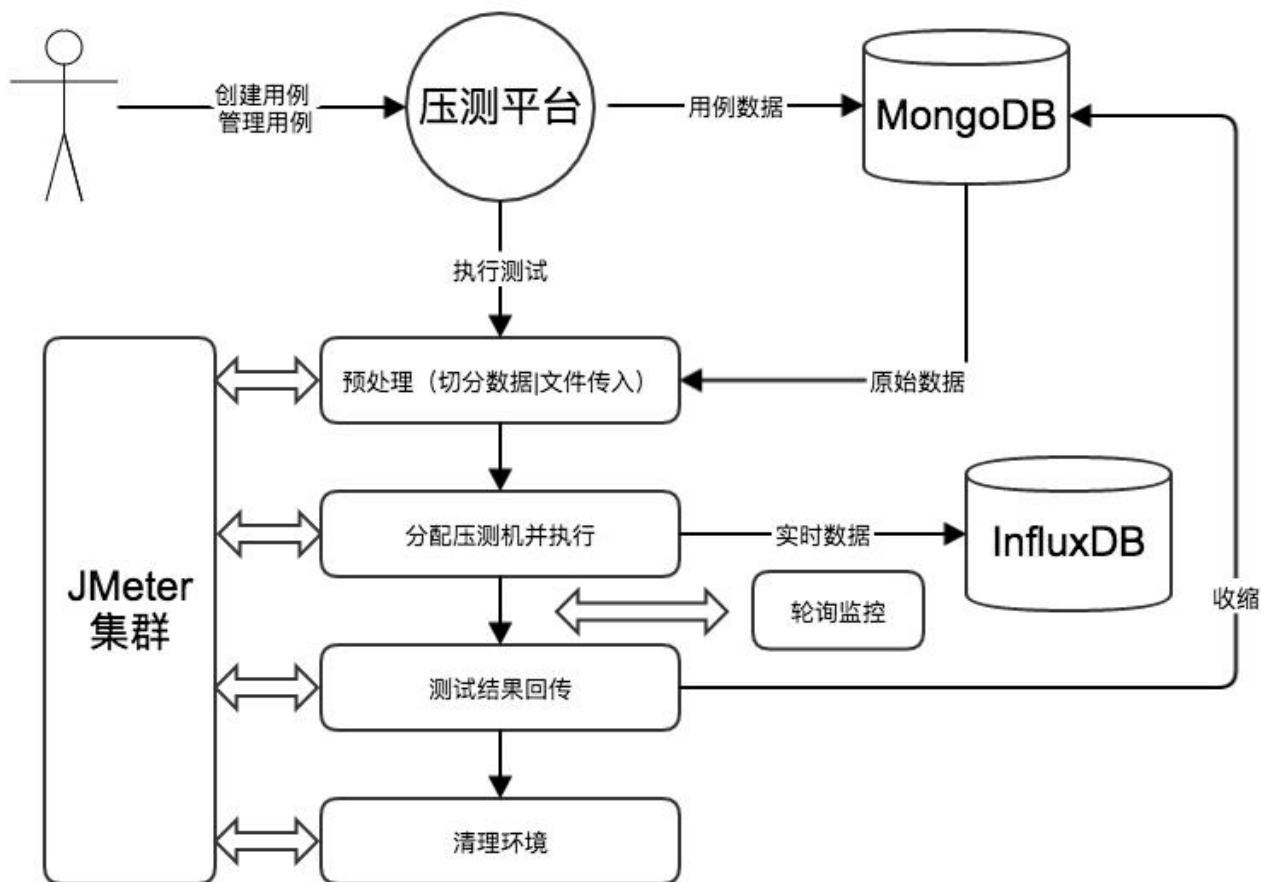 创建用例
管理用例
压测平台
用例数据
MongoDB
执行测试
预处理（切分数据|文件传入）
原始数据
分配压测机并执行
实时数据
InfluxDB
JMeter
集群
轮询监控
收缩
测试结果回传
清理环境